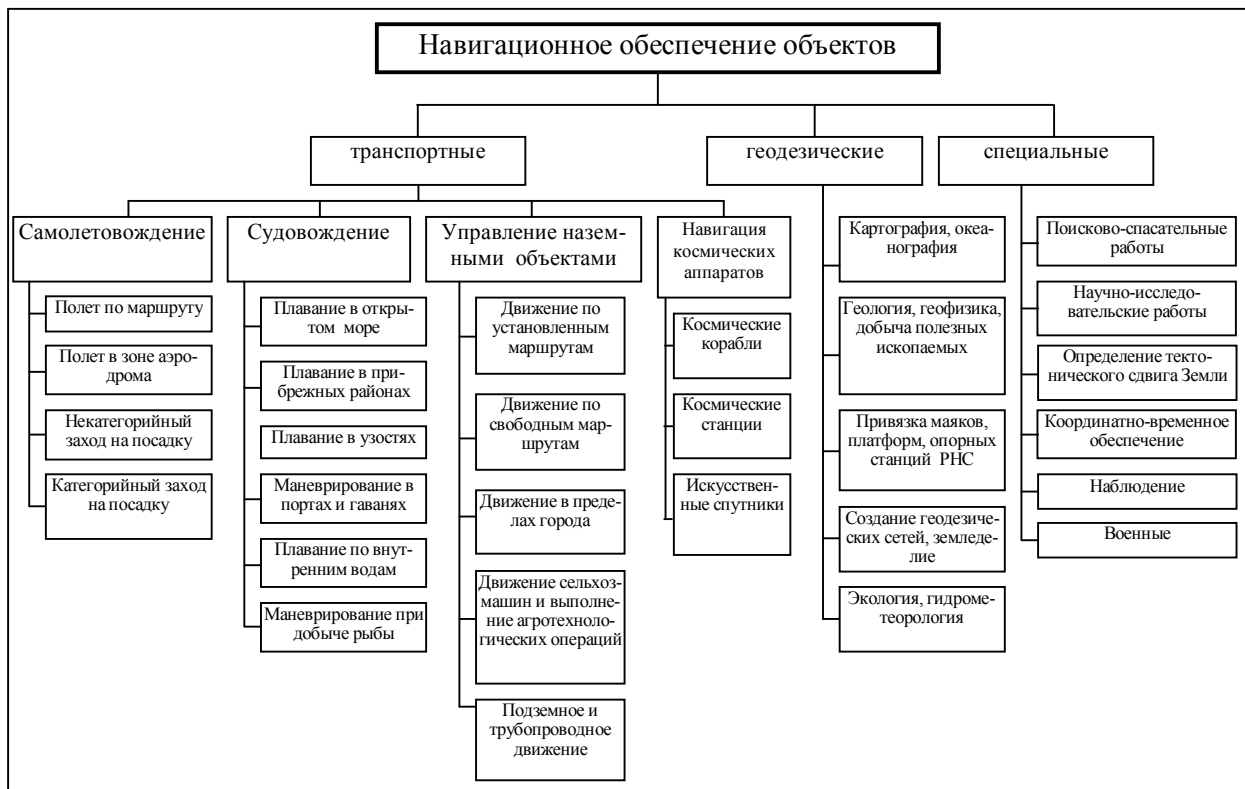 Навигационное обеспечение объектов
транспортные
геодезические
специальные
Самолетовождение
Полет по маршруту
Полет в зоне аэро-
дрома
Некатегорийный
заход на посадку
Категорийный заход
на посадку
Судовождение
Плавание в откры-
том море
Плавание в при-
брежных районах
Плавание в узостях
Маневрирование в
портах и гаванях
Плавание по внут-
ренним водам
Маневрирование при
добыче рыбы
Управление назем-
ными объектами
Движение по
установленным
маршрутам
Движение по
свободным мар-
шрутам
Движение в преде-
лах города
Движение сельхоз-
машин и выполне-
ние агротехноло-
гических операций
Подземное и
трубопроводное
движение
Навигация
космических
аппаратов
Космические
корабли
Космические
станции
Искусствен-
ные спутники
Картография, океа-
нография
Геология, геофизика,
добыча полезных
ископаемых
Привязка маяков,
платформ, опорных
станций РНС
Создание геодезиче-
ских сетей, земледе-
лие
Экология, гидроме-
теорология
Поисково-спасательные
работы
Научно-исследо-
вательские работы
Определение текто-
нического сдвига Земли
Координатно-временное
обеспечение
Наблюдение
Военные